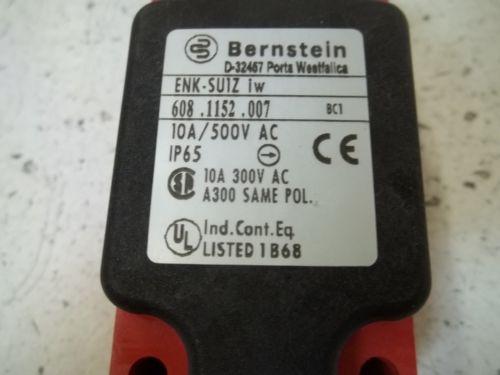 Bernstein
D-32457 Porta Westfalica
ENK-SU1Z iw
608.1152.007 BC1
10A/500V AC
IP65 CE
10A 300V AC
A300 SAME POL.
Ind.Cont.Eq
UL LISTED 1B68